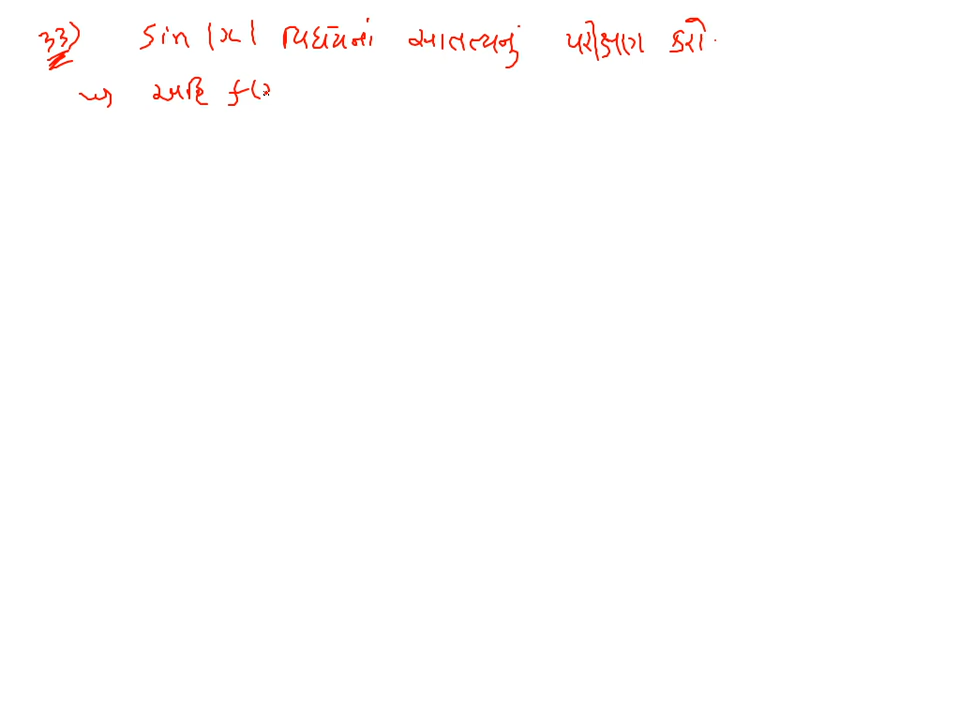 33) sin |x| વિધેયનાં સાતત્યનું પરીક્ષણ કરો.
→ અહિ f(x